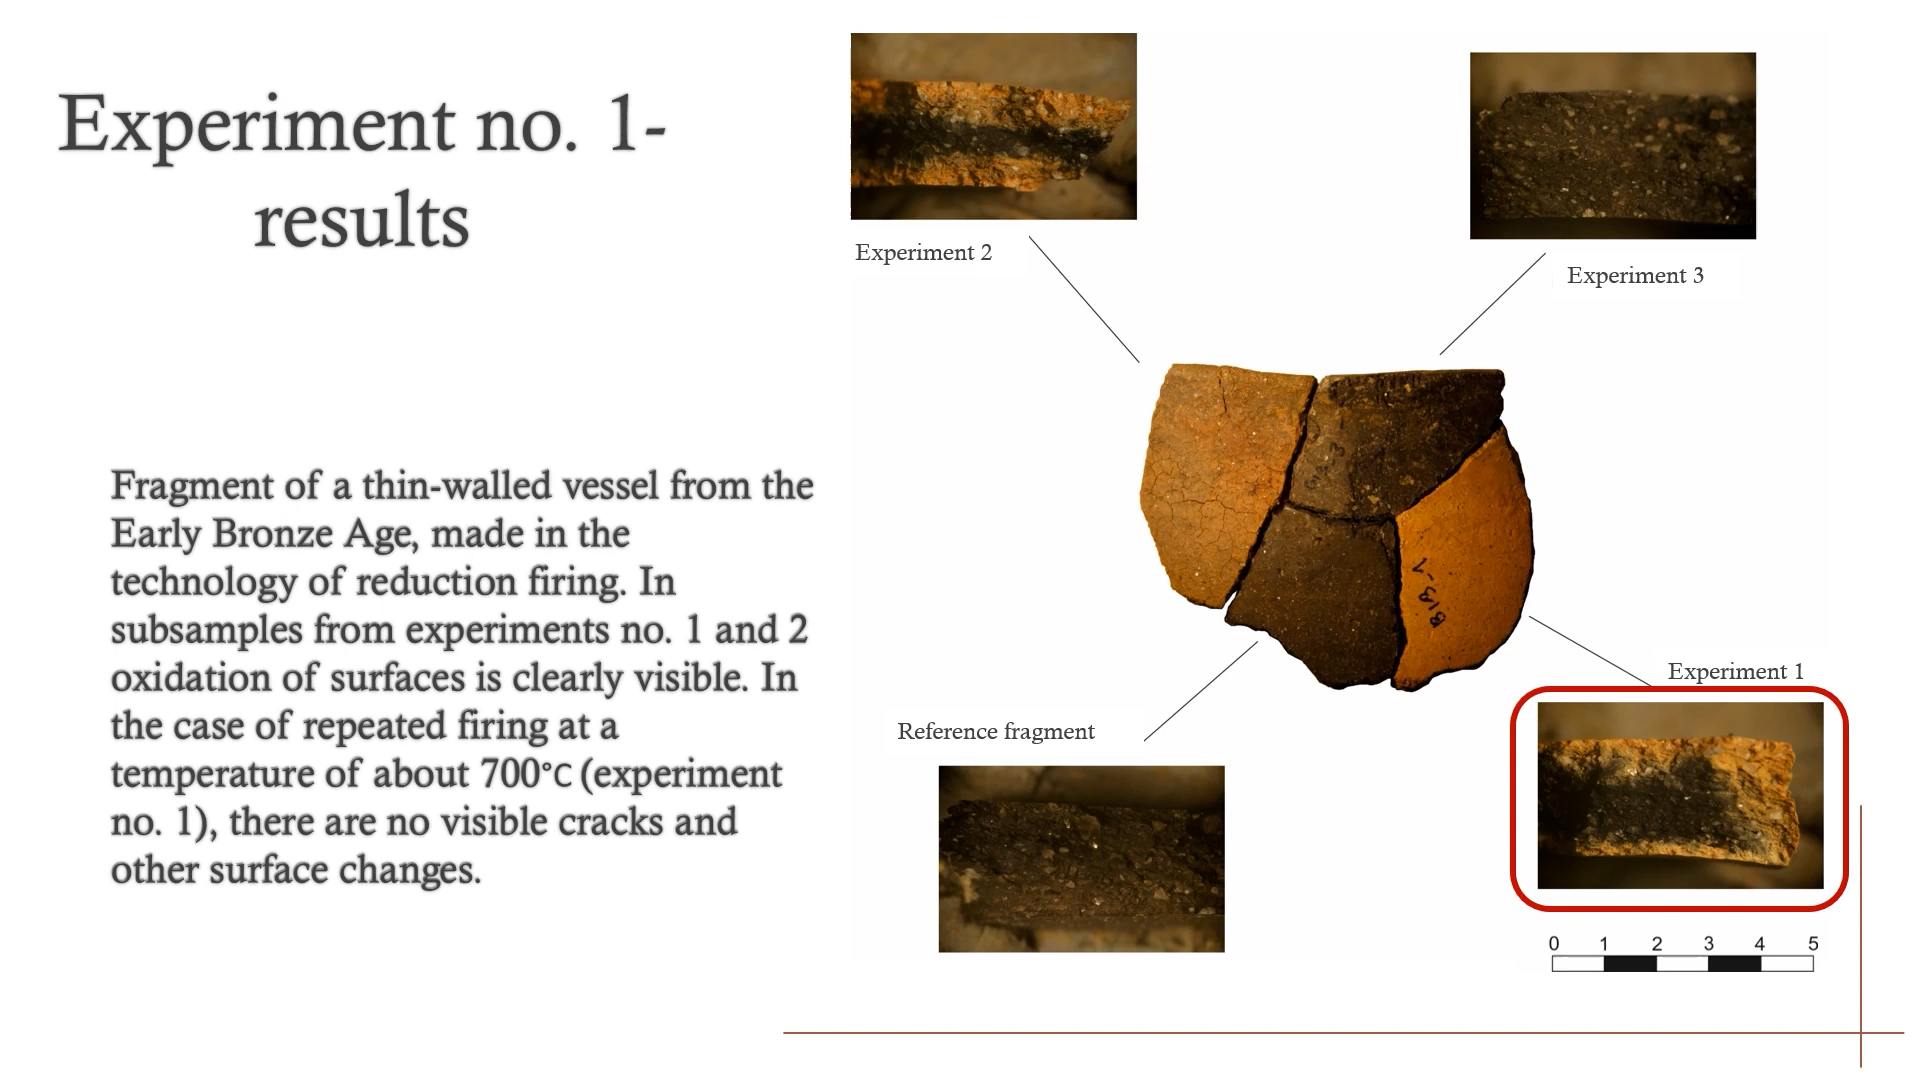 Experiment no. 1-
results
Fragment of a thin-walled vessel from the
Early Bronze Age, made in the
technology of reduction firing. In
subsamples from experiments no. 1 and 2
oxidation of surfaces is clearly visible. In
the case of repeated firing at a
temperature of about 700°C (experiment
no. 1), there are no visible cracks and
other surface changes.
Experiment 2
Experiment 3
Experiment 1
Reference fragment
0 1 2 3 4 5